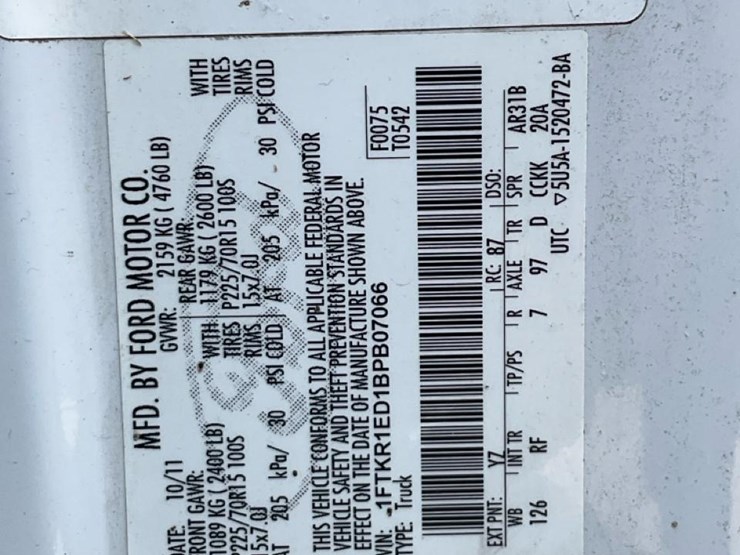 MFD. BY FORD MOTOR CO.
DATE: 10/11 GVWR: 2159 KG ( 4760 LB)
FRONT GAWR: REAR GAWR:
1089 KG ( 2400 LB) WITH 1179 KG ( 2600 LB) WITH
P225/70R15 100S TIRES P225/70R15 100S TIRES
15x7.0J RIMS 15x7.0J RIMS
AT 205 kPa/ 30 PSI COLD AT 205 kPa/ 30 PSI COLD
THIS VEHICLE CONFORMS TO ALL APPLICABLE FEDERAL MOTOR
VEHICLE SAFETY AND THEFT PREVENTION STANDARDS IN
EFFECT ON THE DATE OF MANUFACTURE SHOWN ABOVE.
VIN: 1FTKR1ED1BPB07066 F0075
TYPE: Truck T0542
EXT PNT: YZ RC: 87 DSO:
WB INT TR TP/PS R AXLE TR SPR
126 RF 7 97 D CCKK AR31B 20A
UTC ▽5U5A-1520472-BA